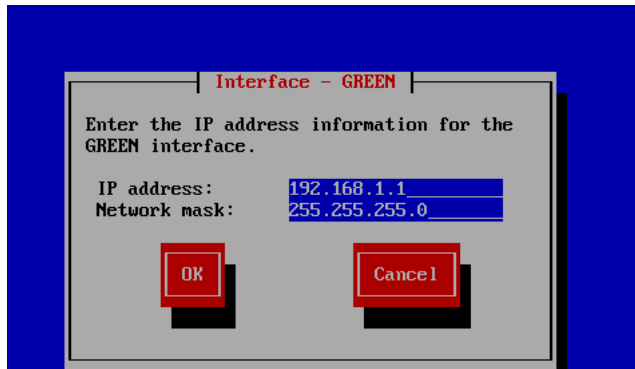 Interface - GREEN
Enter the IP address information for the
GREEN interface.
IP address: 192.168.1.1
Network mask: 255.255.255.0
OK Cancel